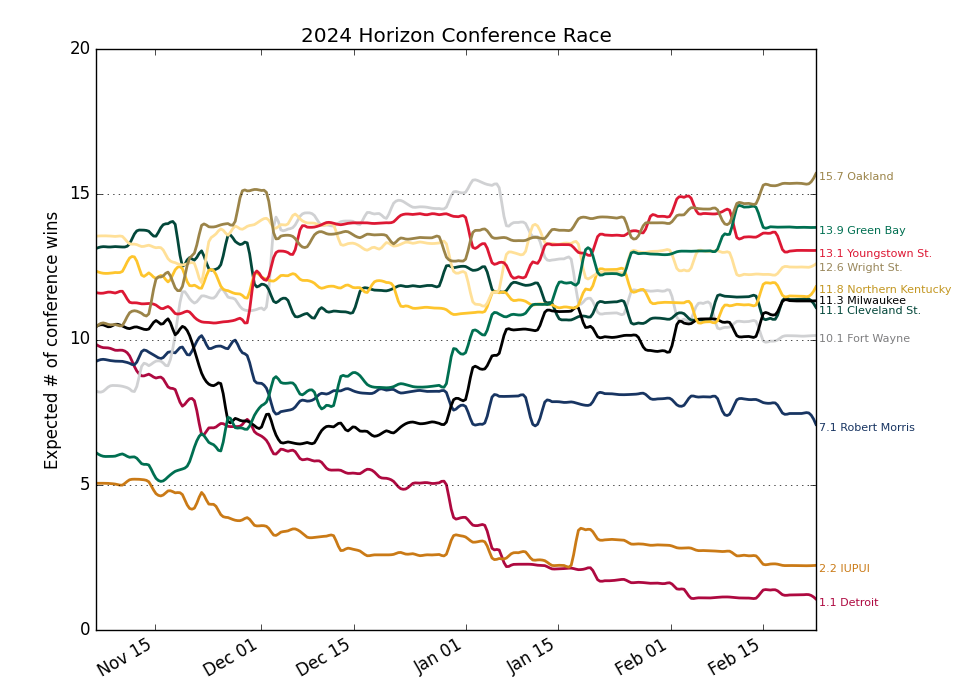 2024 Horizon Conference Race
Expected # of conference wins
20
15
10
5
0
15.7 Oakland
13.9 Green Bay
13.1 Youngstown St.
12.6 Wright St.
11.8 Northern Kentucky
11.3 Milwaukee
11.1 Cleveland St.
10.1 Fort Wayne
7.1 Robert Morris
2.2 IUPUI
1.1 Detroit
Nov 15
Dec 01
Dec 15
Jan 01
Jan 15
Feb 01
Feb 15